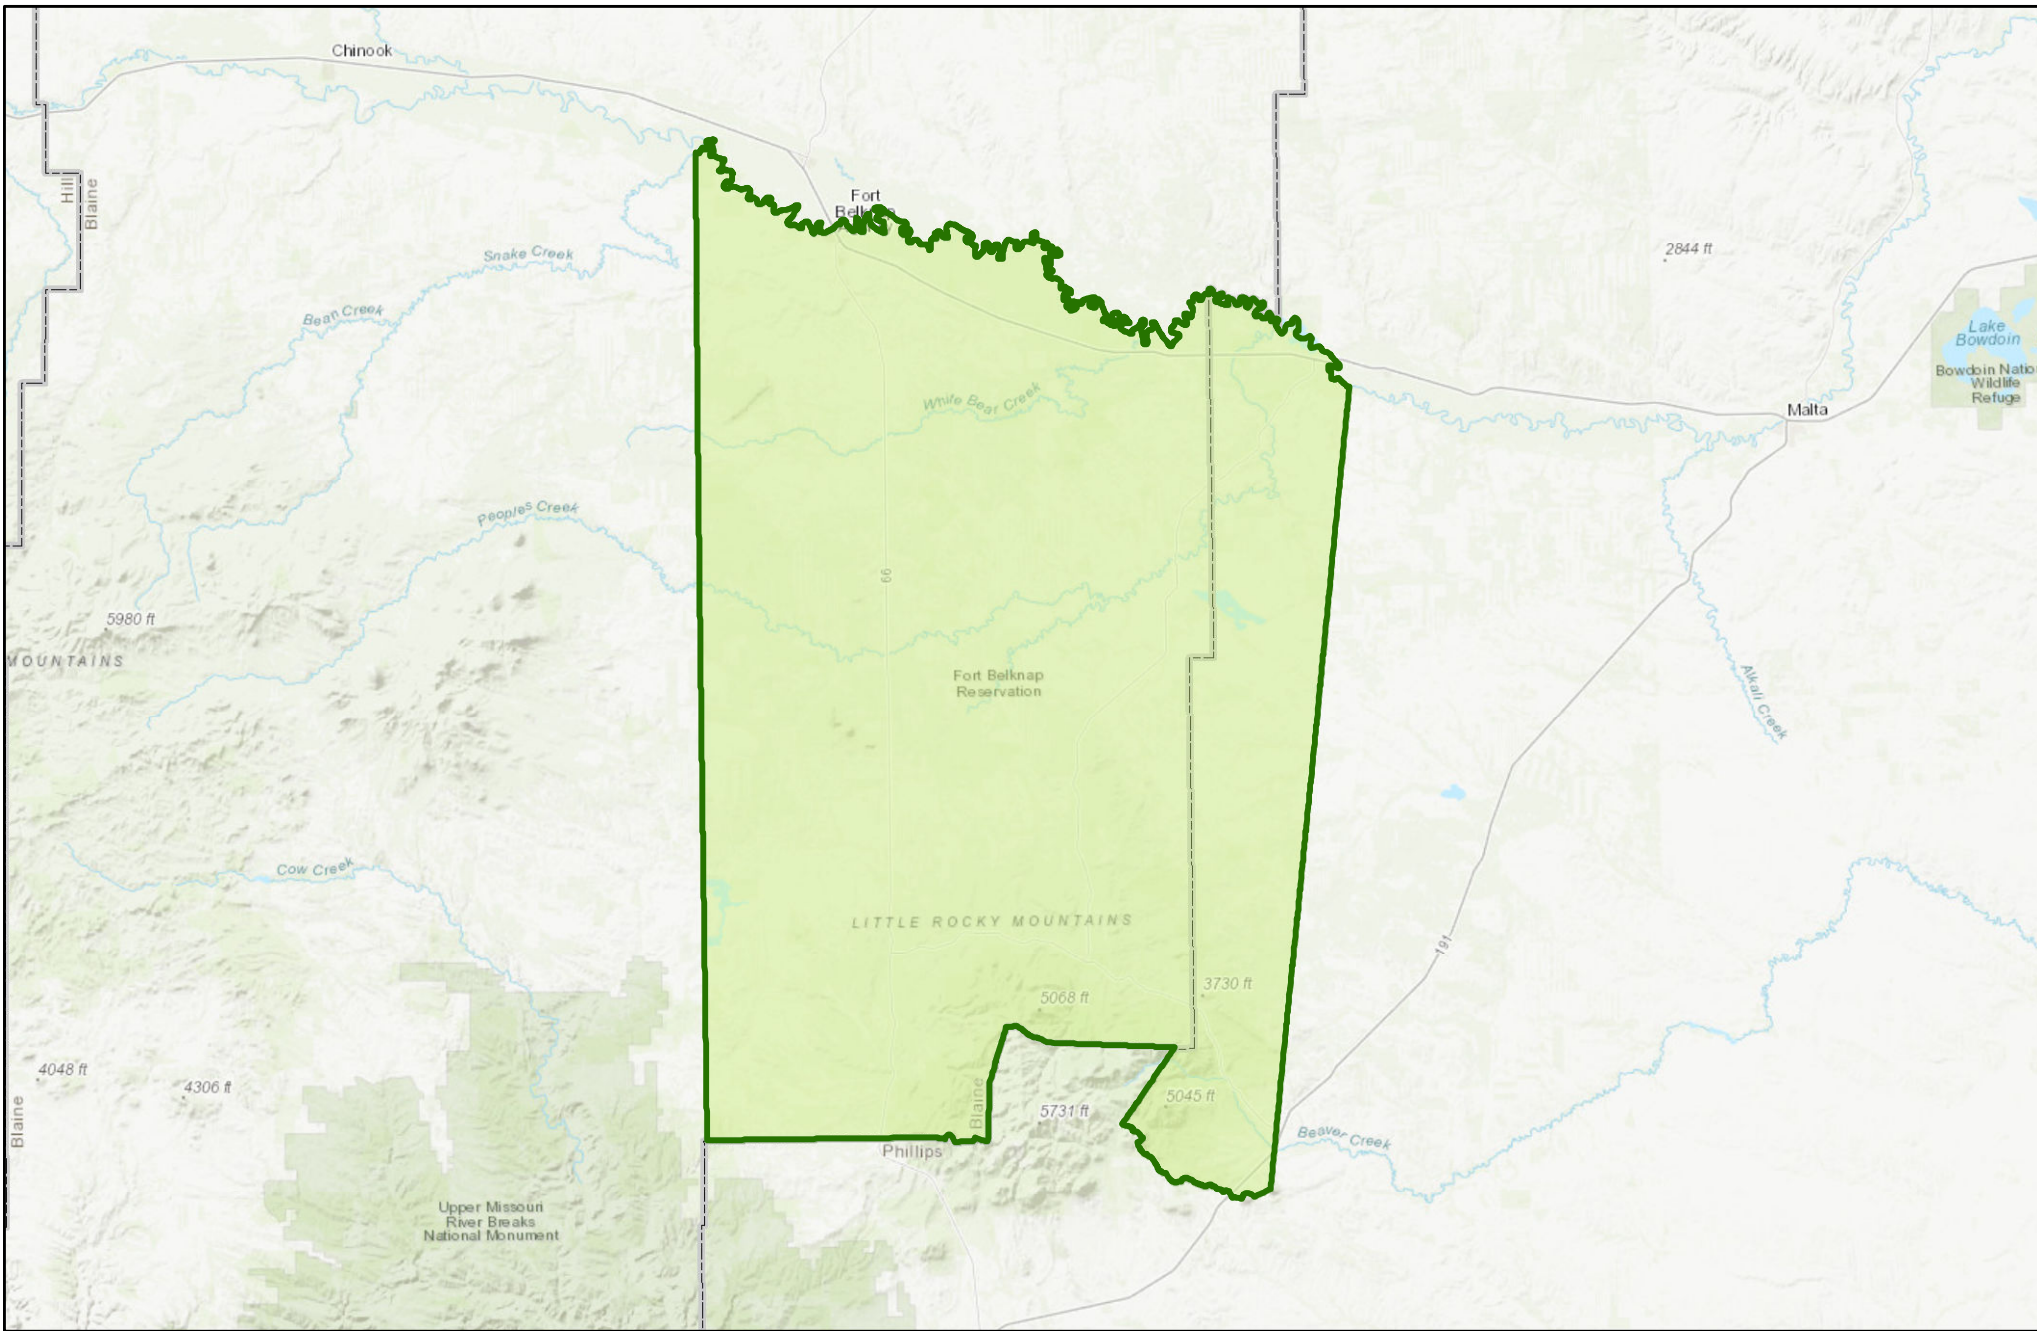 Chinook
Hill
Blaine
Fort
Belknap
2844 ft
Snake Creek
Bean Creek
Lake
Bowdoin
Bowdoin Natio
Wildlife
Refuge
White Bear Creek
Malta
Peoples Creek
66
5980 ft
MOUNTAINS
Fort Belknap
Reservation
Alkali Creek
Cow Creek
LITTLE ROCKY MOUNTAINS
191
3730 ft
5068 ft
4048 ft
4306 ft
Blaine
Blaine
5731 ft
5045 ft
Beaver Creek
Phillips
Upper Missouri
River Breaks
National Monument